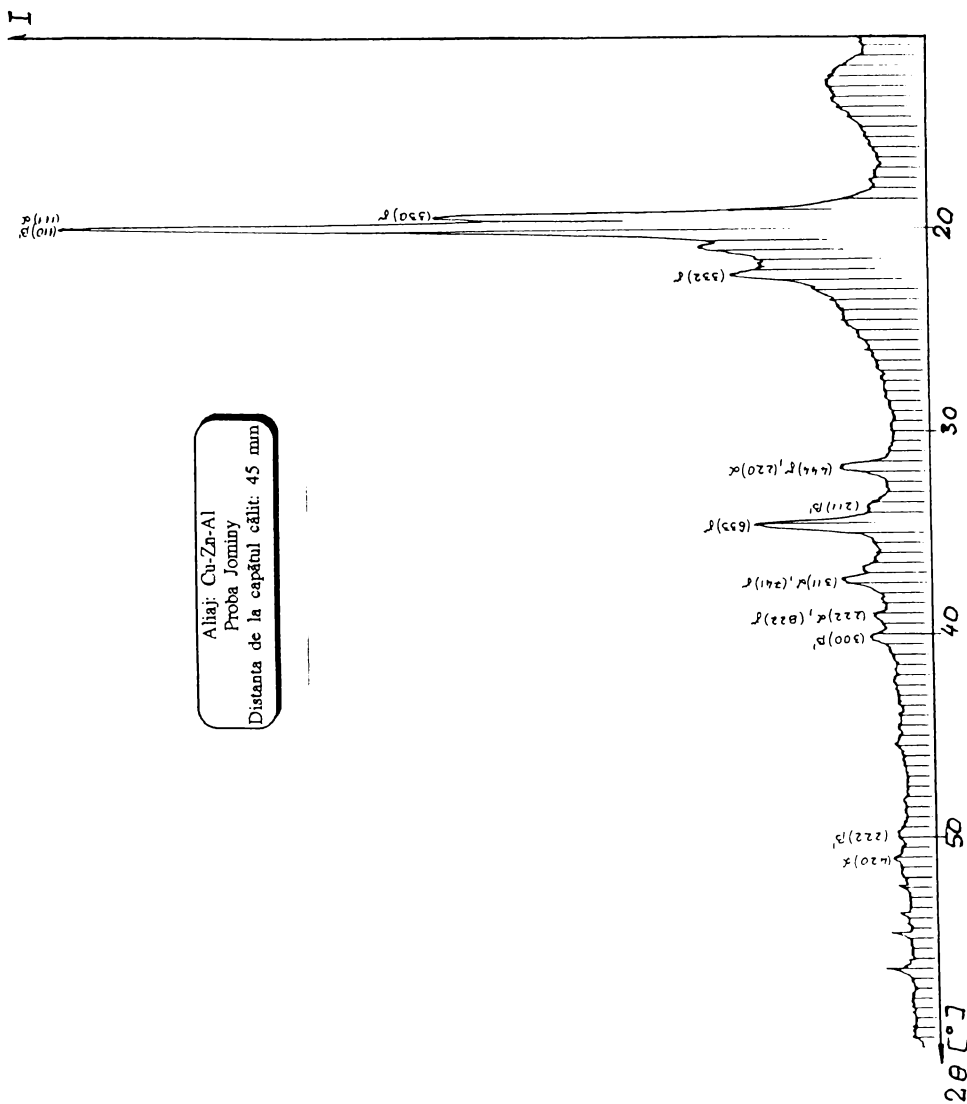 I
Aliaj: Cu-Zn-Al
Proba Jominy
Distanta de la capătul călit: 45 mm
(111)α
(110)β'
(330)γ
(332)γ
(444)γ, (220)α
(211)β'
(633)γ
(311)α, (741)γ
(222)α, (822)γ
(300)β'
(222)β'
(420)α
20
30
40
50
2θ [°]